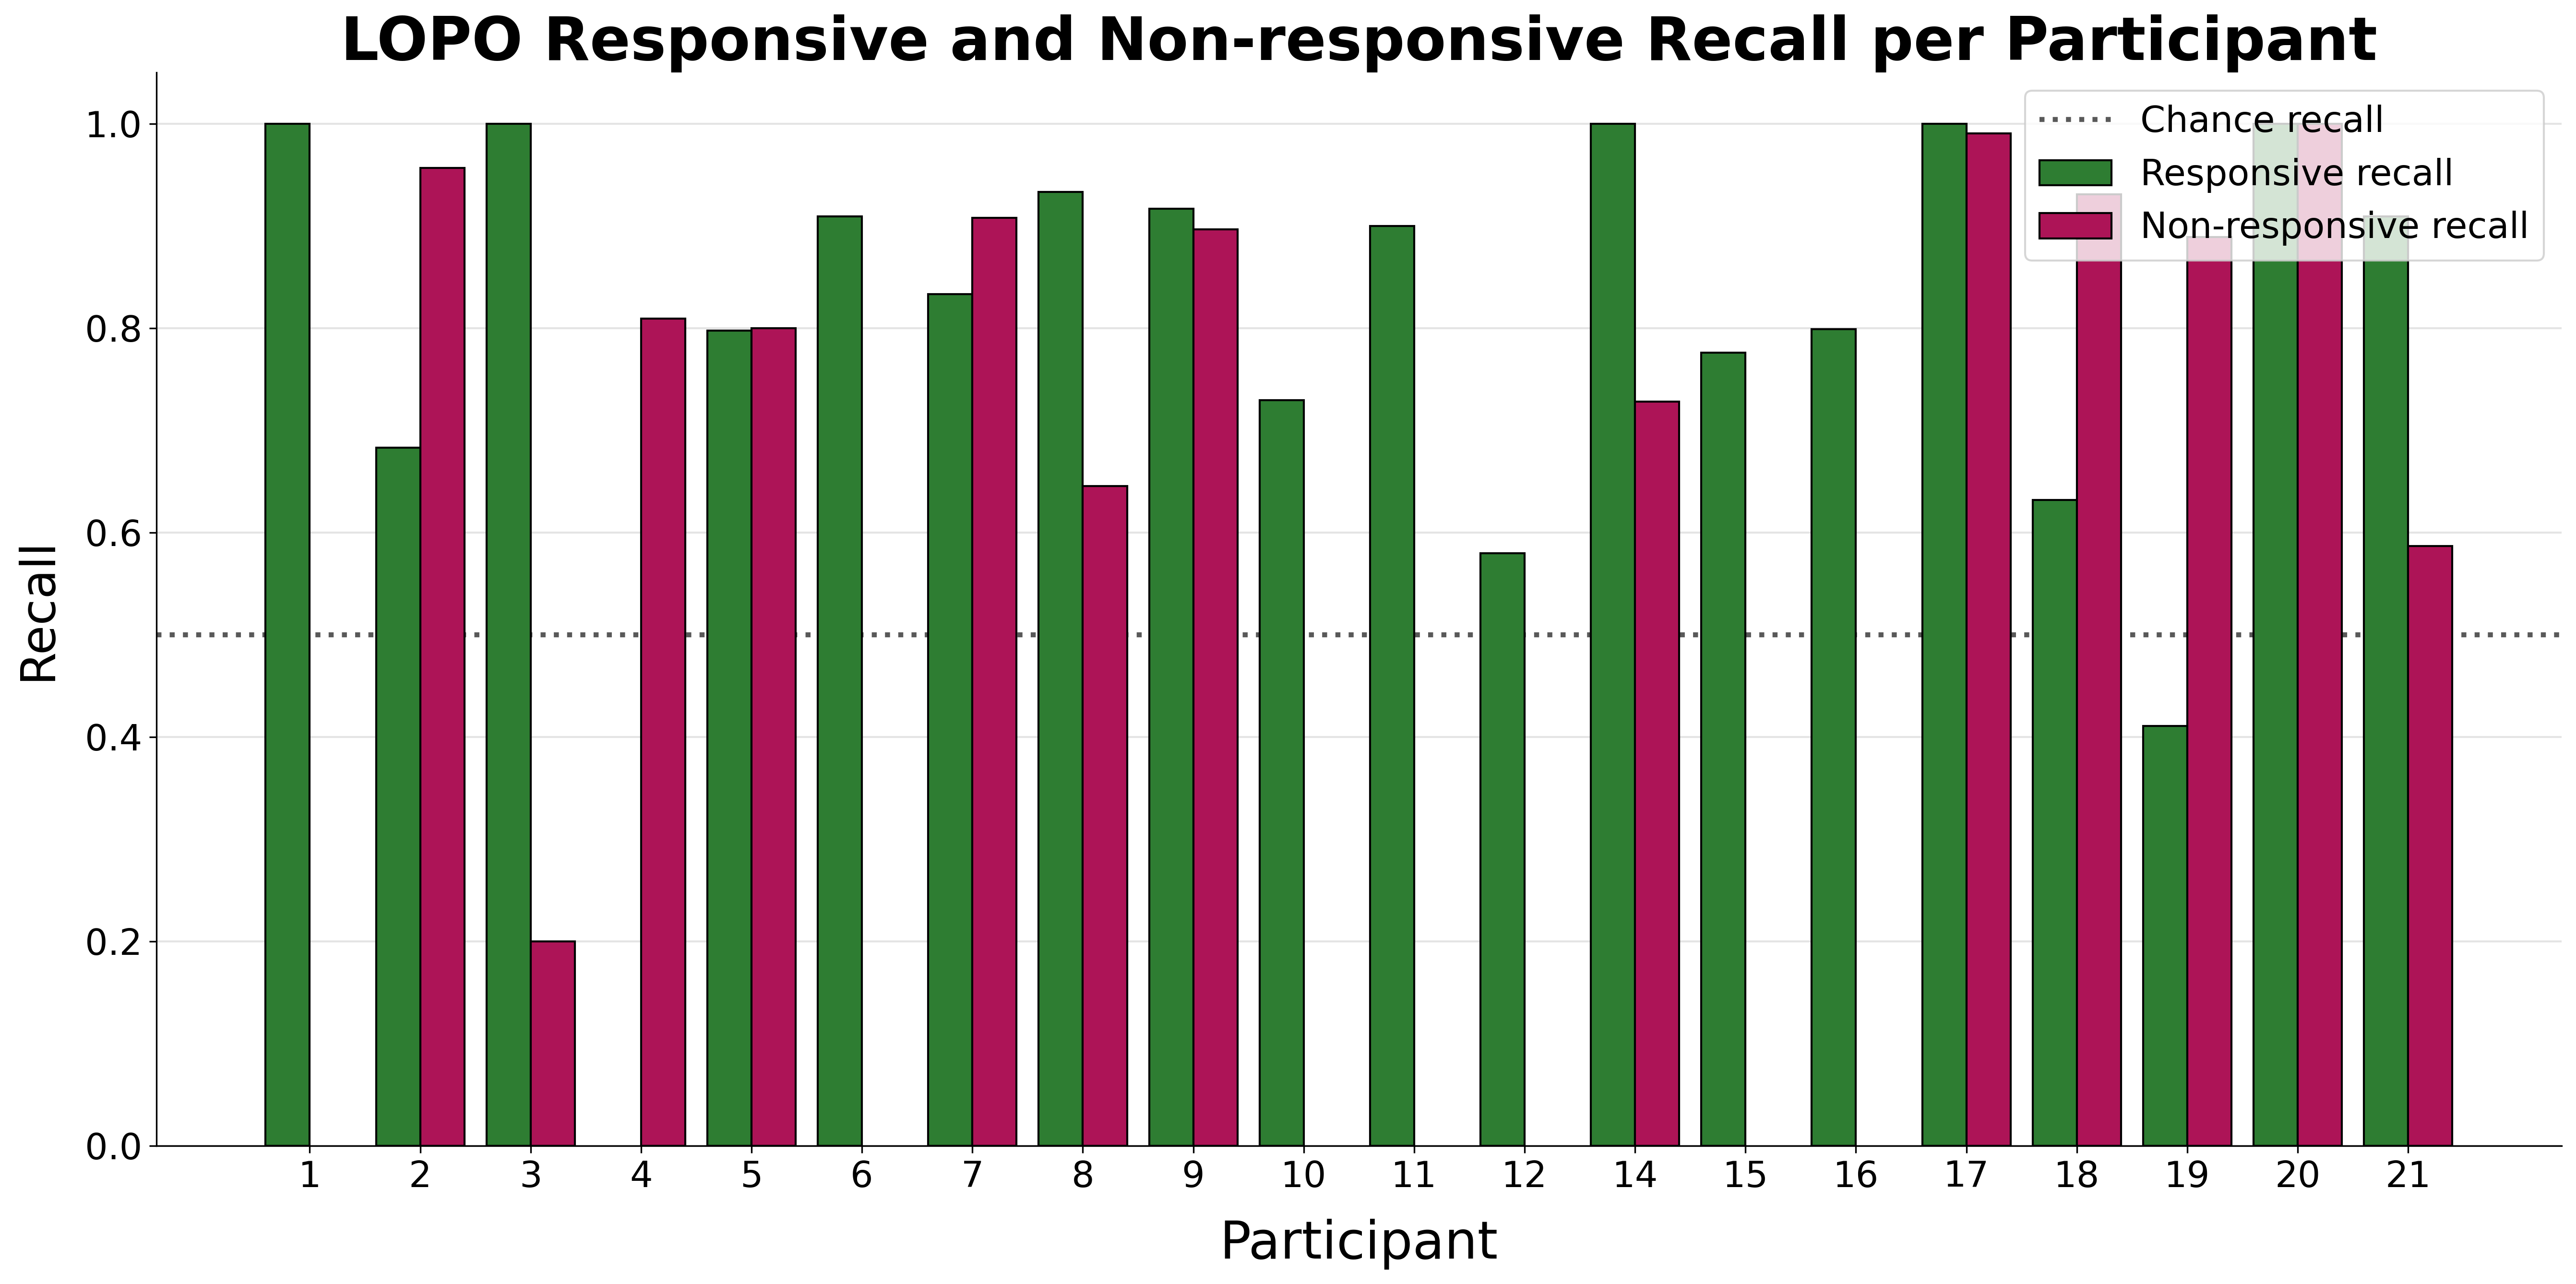 LOPO Responsive and Non-responsive Recall per Participant
Chance recall
Responsive recall
Non-responsive recall
1.0
0.8
0.6
0.4
0.2
0.0
Recall
1 2 3 4 5 6 7 8 9 10 11 12 14 15 16 17 18 19 20 21
Participant